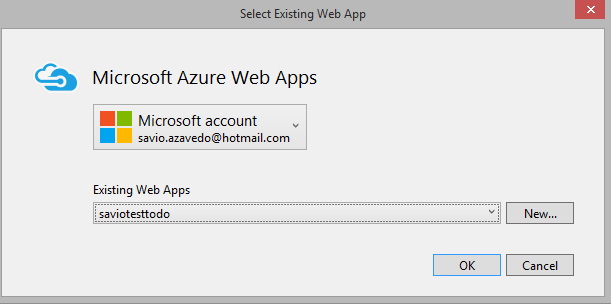 Select Existing Web App
Microsoft Azure Web Apps
Microsoft account
savio.azavedo@hotmail.com
Existing Web Apps
saviotesttodo
New...
OK
Cancel